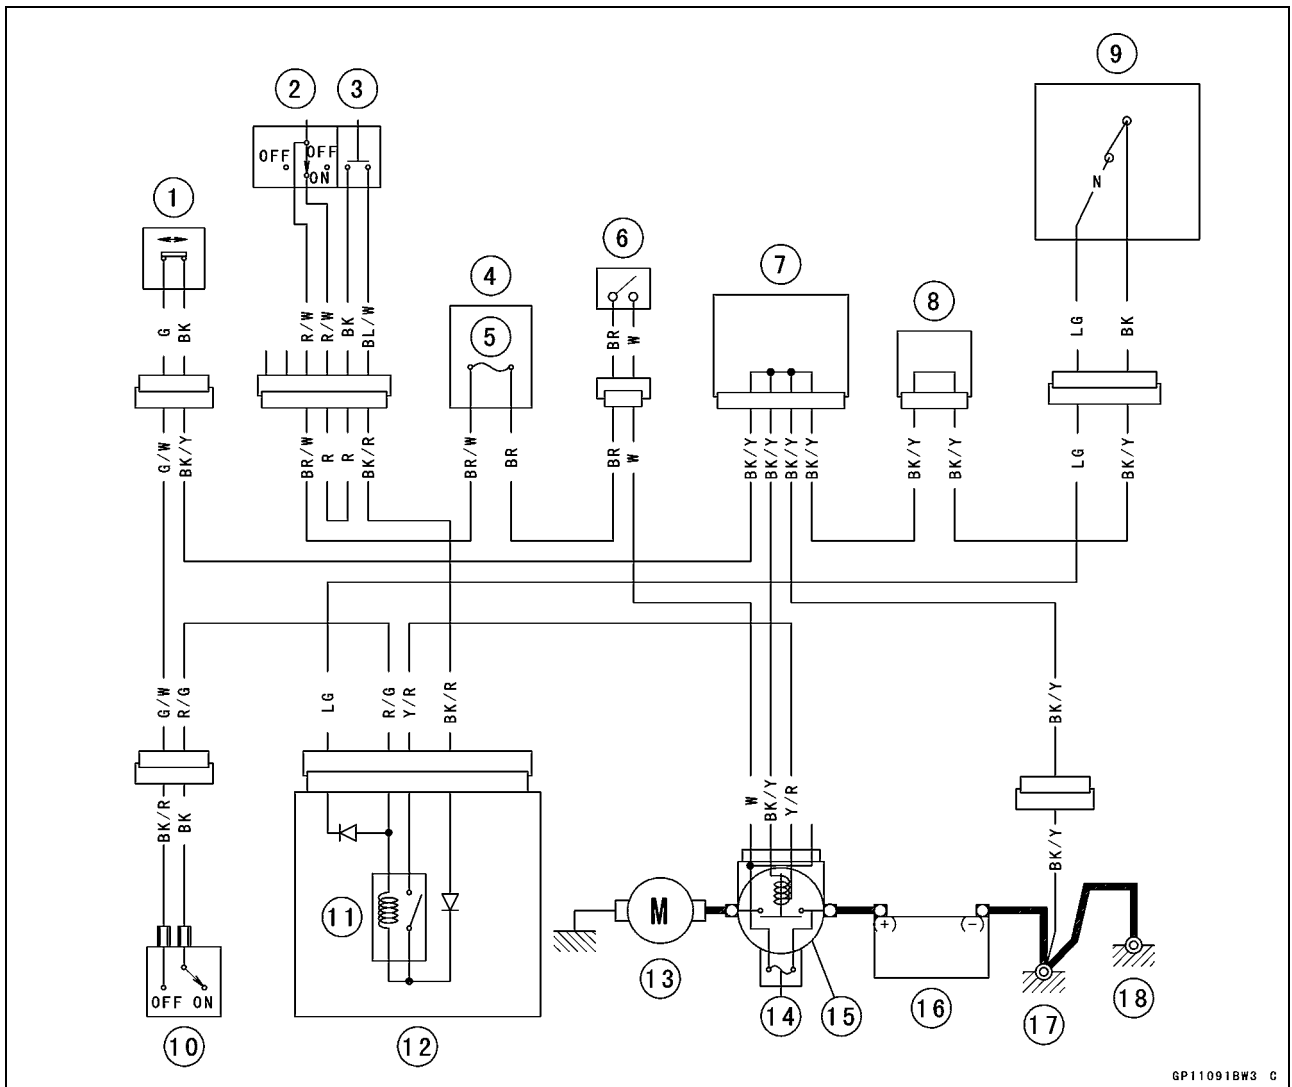 9
2 3
OFF OFF
ON
1
N
6
7
4
8
5
G BK R/W R/W BK BL/W BR W LG BK
G/W BK/Y BR/W R R BK/R BR/W BR BR W BK/Y BK/Y BK/Y BK/Y BK/Y BK/Y LG BK/Y
G/W R/G LG R/G Y/R BK/R BK/Y
W BK/Y Y/R
BK/R BK BK/Y
11 M
(+) (-)
OFF ON
13 14 15 16 17 18
10 12
GP11091BW3 C